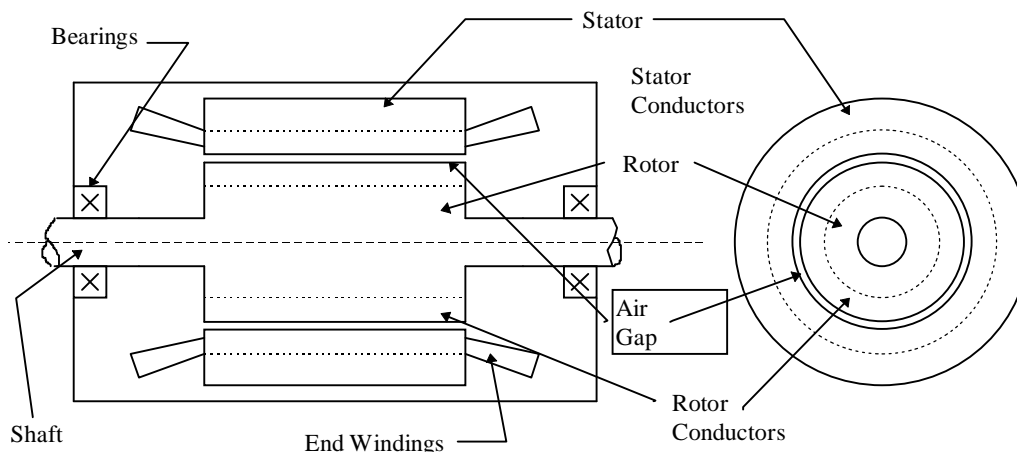 Stator
Bearings
Stator
Conductors
Rotor
Air
Gap
Rotor
Conductors
Shaft
End Windings